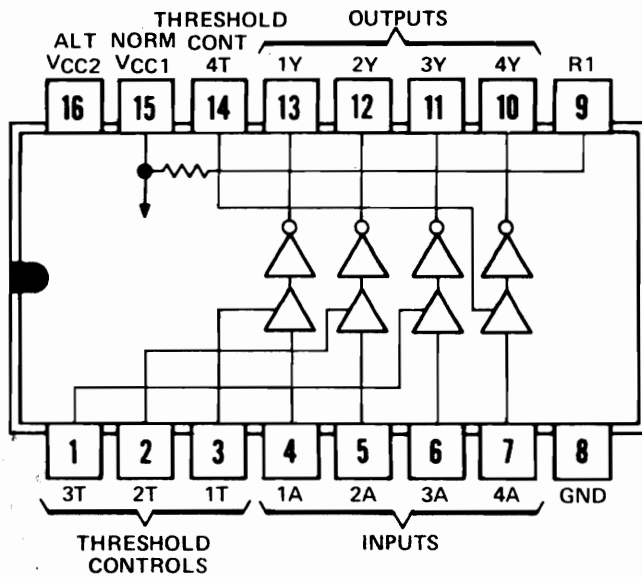 THRESHOLD OUTPUTS
ALT NORM CONT
VCC2 VCC1 4T 1Y 2Y 3Y 4Y R1
16 15 14 13 12 11 10 9
1 2 3 4 5 6 7 8
3T 2T 1T 1A 2A 3A 4A GND
THRESHOLD INPUTS
CONTROLS